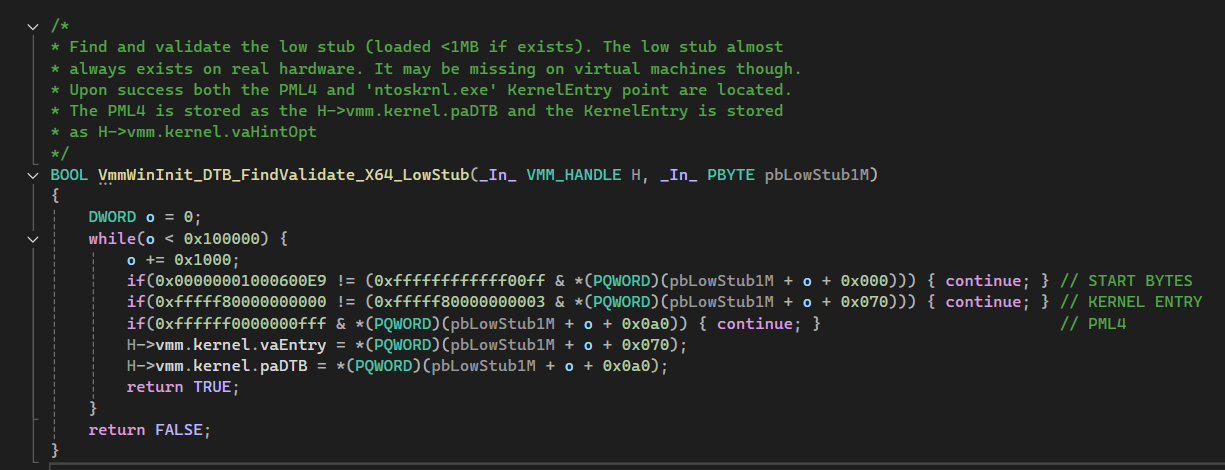 /*
* Find and validate the low stub (loaded <1MB if exists). The low stub almost
* always exists on real hardware. It may be missing on virtual machines though.
* Upon success both the PML4 and 'ntoskrnl.exe' KernelEntry point are located.
* The PML4 is stored as the H->vmm.kernel.paDTB and the KernelEntry is stored
* as H->vmm.kernel.vaHintOpt
*/
BOOL VmmWinInit_DTB_FindValidate_X64_LowStub(_In_ VMM_HANDLE H, _In_ PBYTE pbLowStub1M)
{
    DWORD o = 0;
    while(o < 0x100000) {
        o += 0x1000;
        if(0x00000001000600E9 != (0xffffffffffff00ff & *(PQWORD)(pbLowStub1M + o + 0x000))) { continue; } // START BYTES
        if(0xfffff80000000000 != (0xfffff80000000003 & *(PQWORD)(pbLowStub1M + o + 0x070))) { continue; } // KERNEL ENTRY
        if(0xffffff0000000fff & *(PQWORD)(pbLowStub1M + o + 0x0a0)) { continue; }                         // PML4
        H->vmm.kernel.vaEntry = *(PQWORD)(pbLowStub1M + o + 0x070);
        H->vmm.kernel.paDTB = *(PQWORD)(pbLowStub1M + o + 0x0a0);
        return TRUE;
    }
    return FALSE;
}